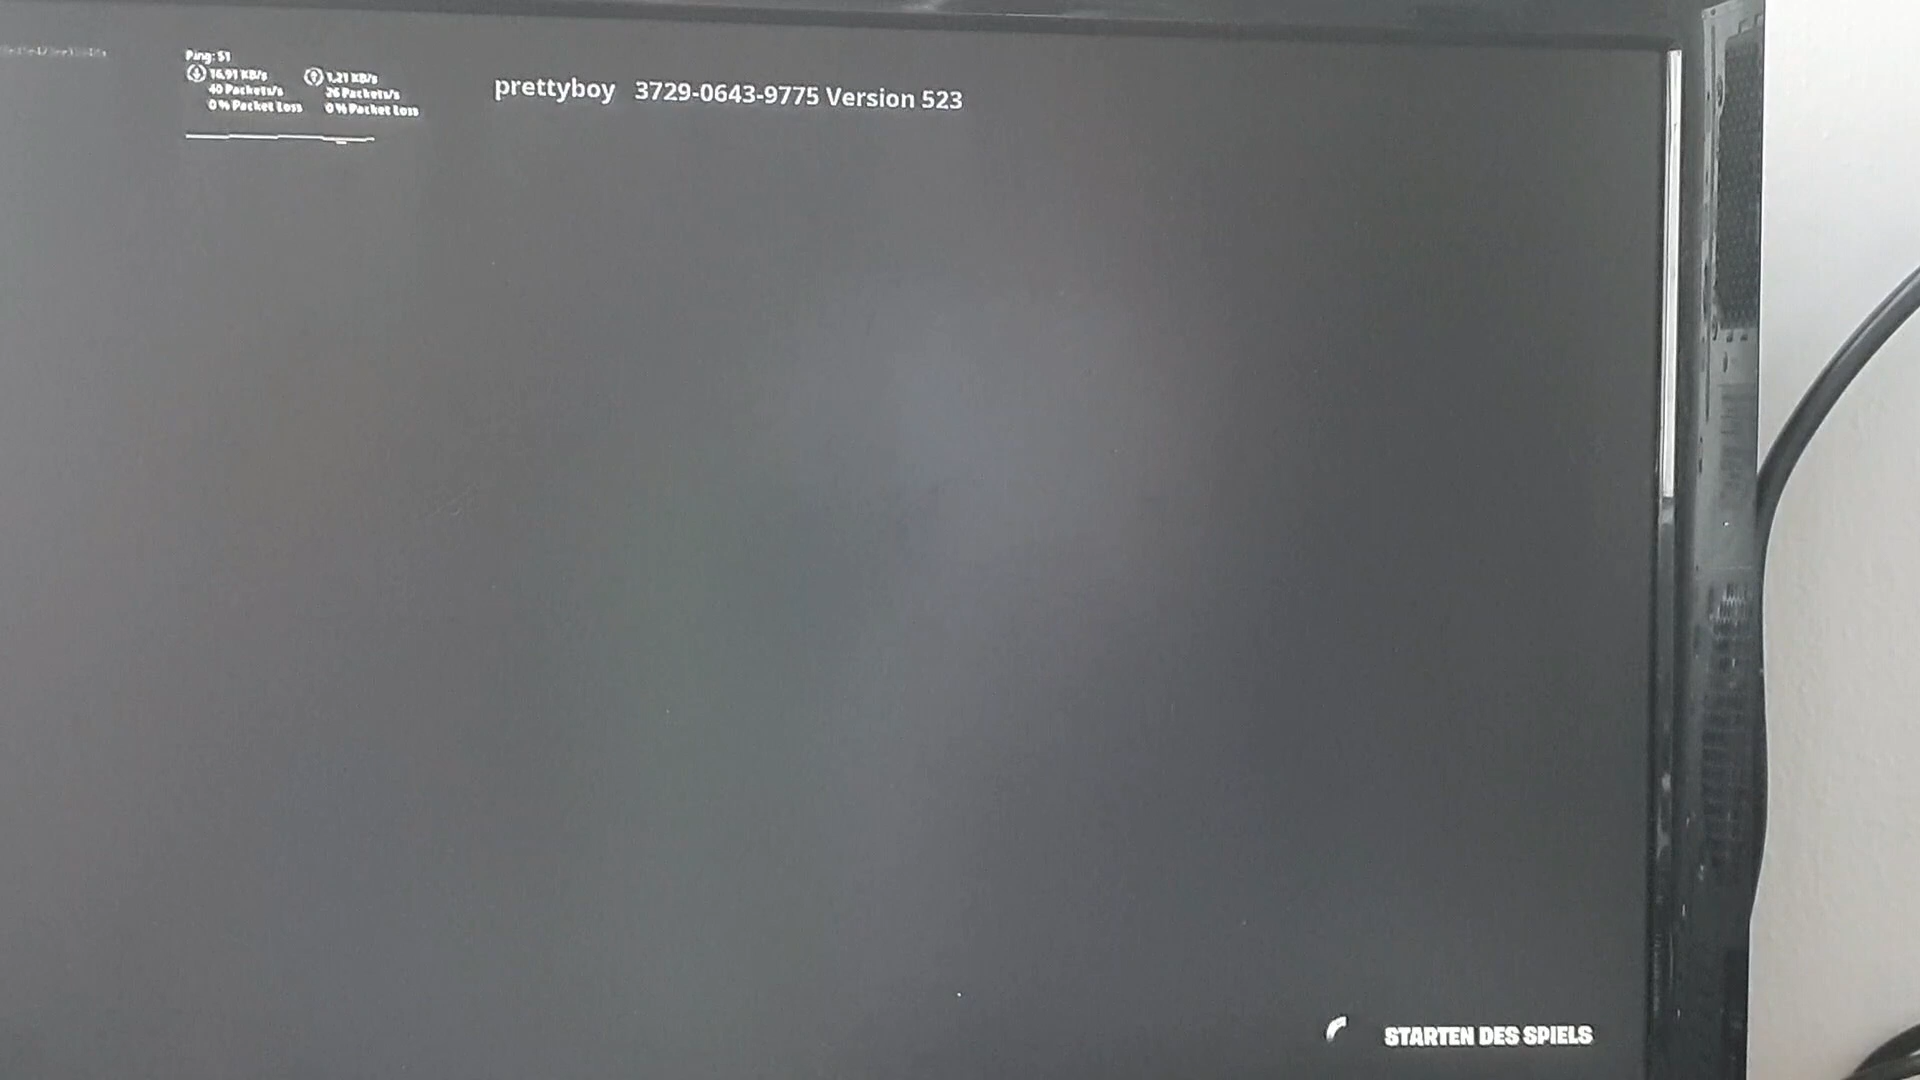 Ping: 51
16.91 KB/s
40 Packets/s
0 % Packet Loss
1.21 KB/s
26 Packets/s
0 % Packet Loss
prettyboy 3729-0643-9775 Version 523
STARTEN DES SPIELS